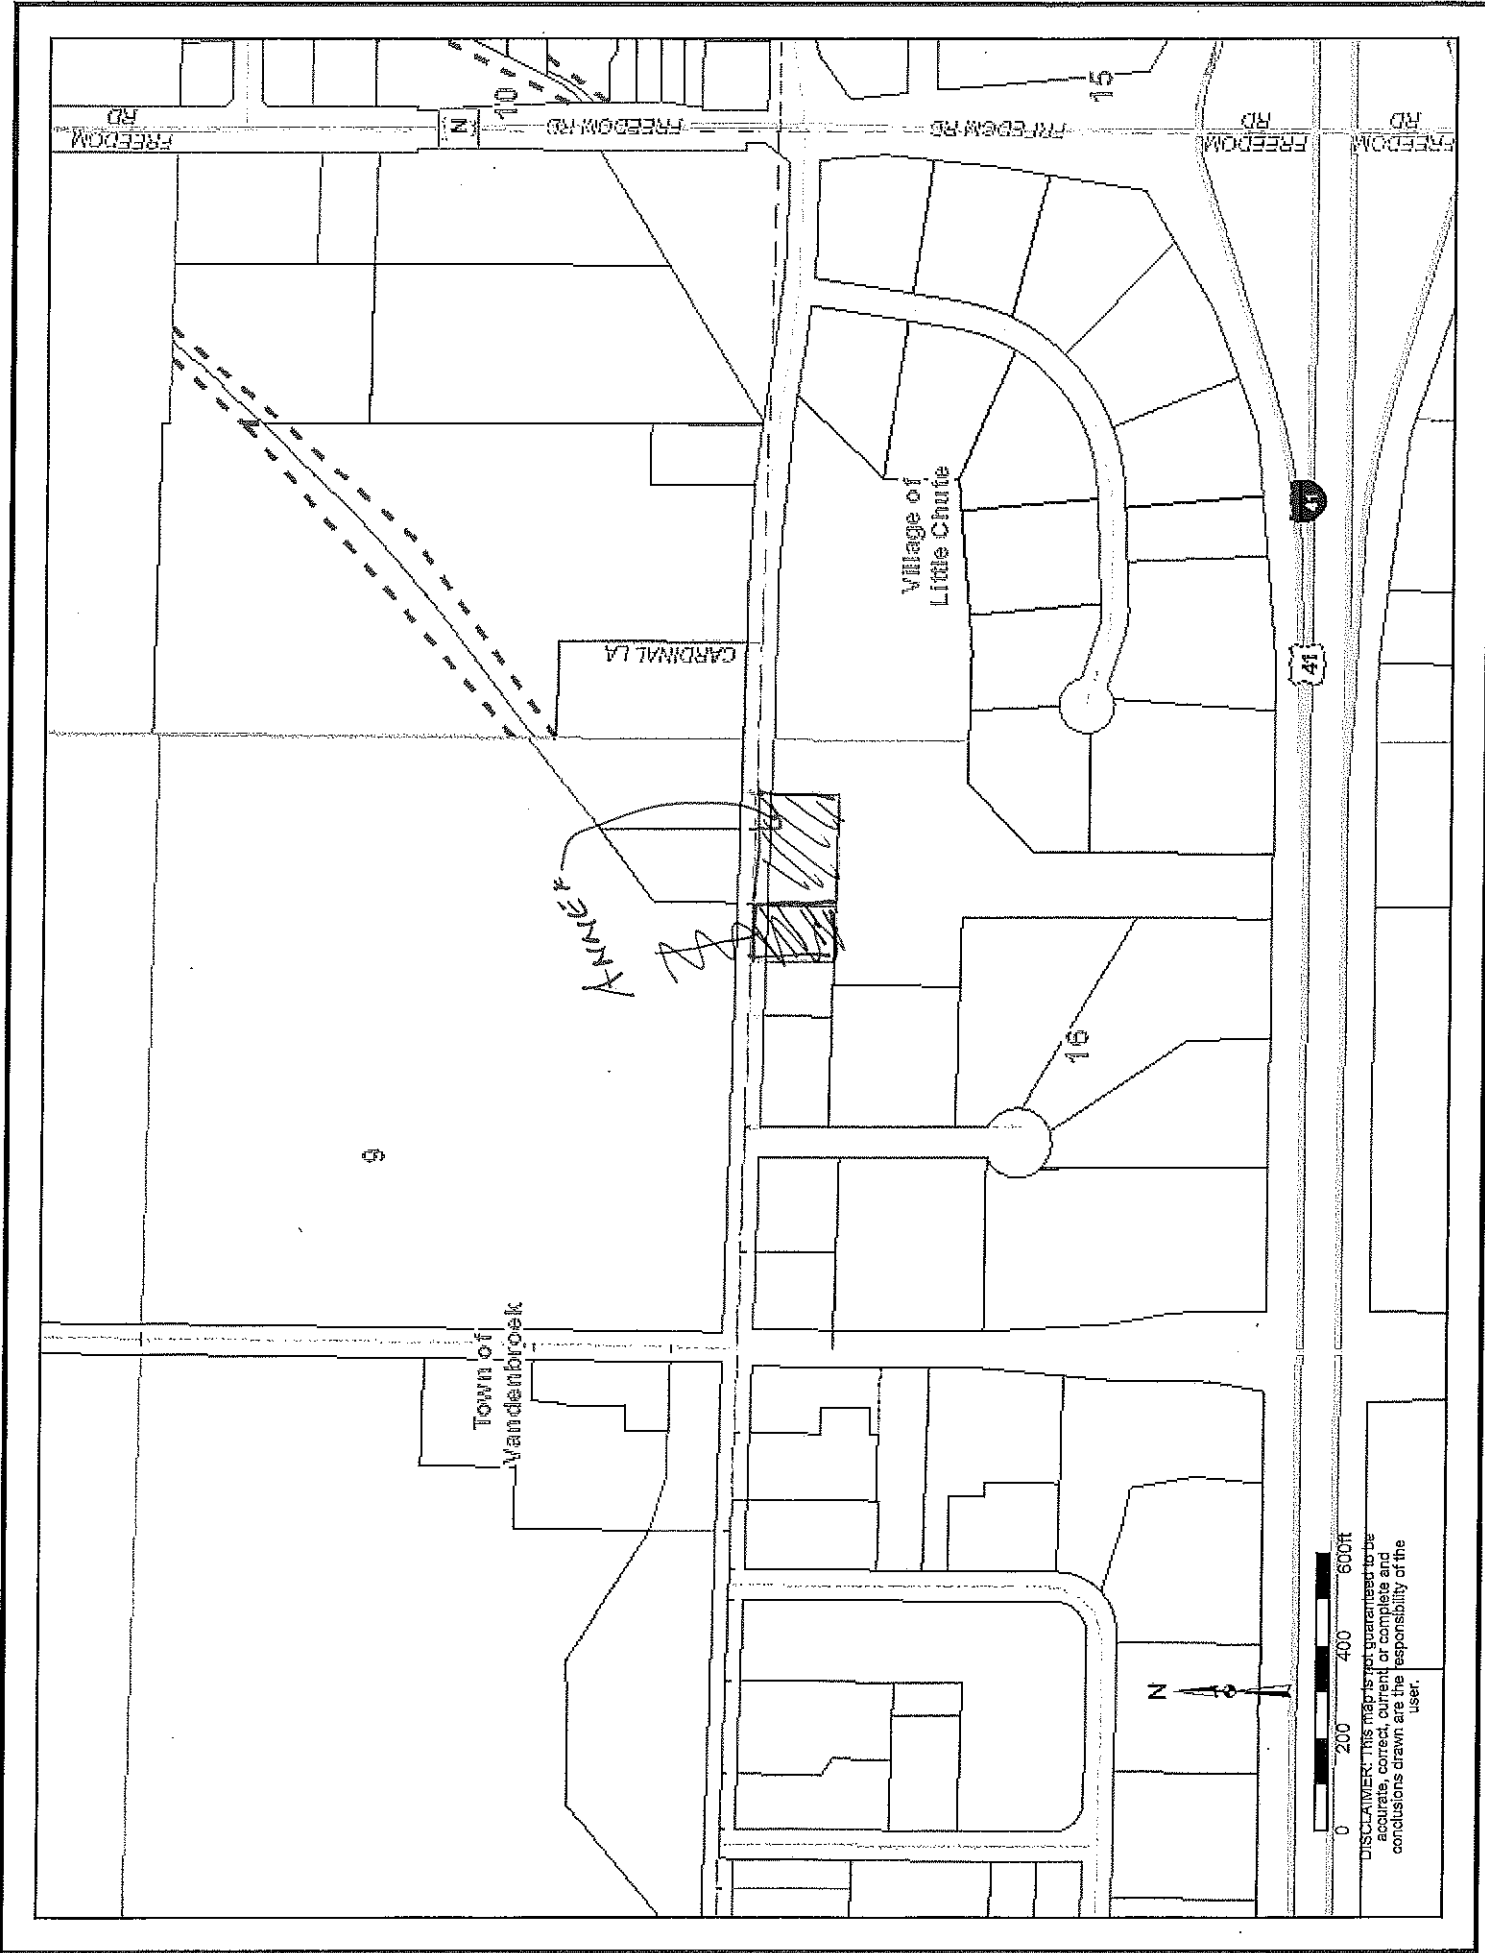 FREEDOM
RD
N
10
FREEDOM RD
FREEDOM RD
15
FREEDOM
RD
FREEDOM
RD
CARDINAL LA
Village of
Little Chute
41
41
ANNEX
9
16
Town of
Vandenbroek
N
0 200 400 600ft
DISCLAIMER: This map is not guaranteed to be
accurate, correct, current, or complete and
conclusions drawn are the responsibility of the
user.